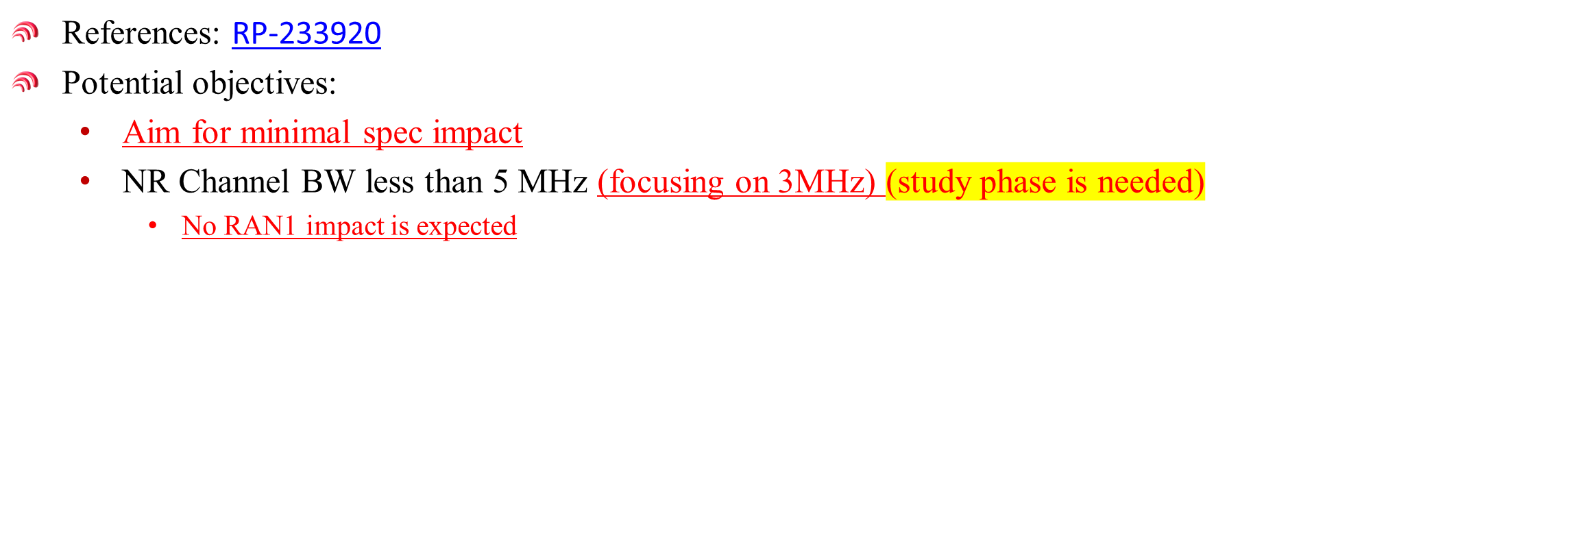 References: RP-233920
Potential objectives:
• Aim for minimal spec impact
• NR Channel BW less than 5 MHz (focusing on 3MHz) (study phase is needed)
• No RAN1 impact is expected